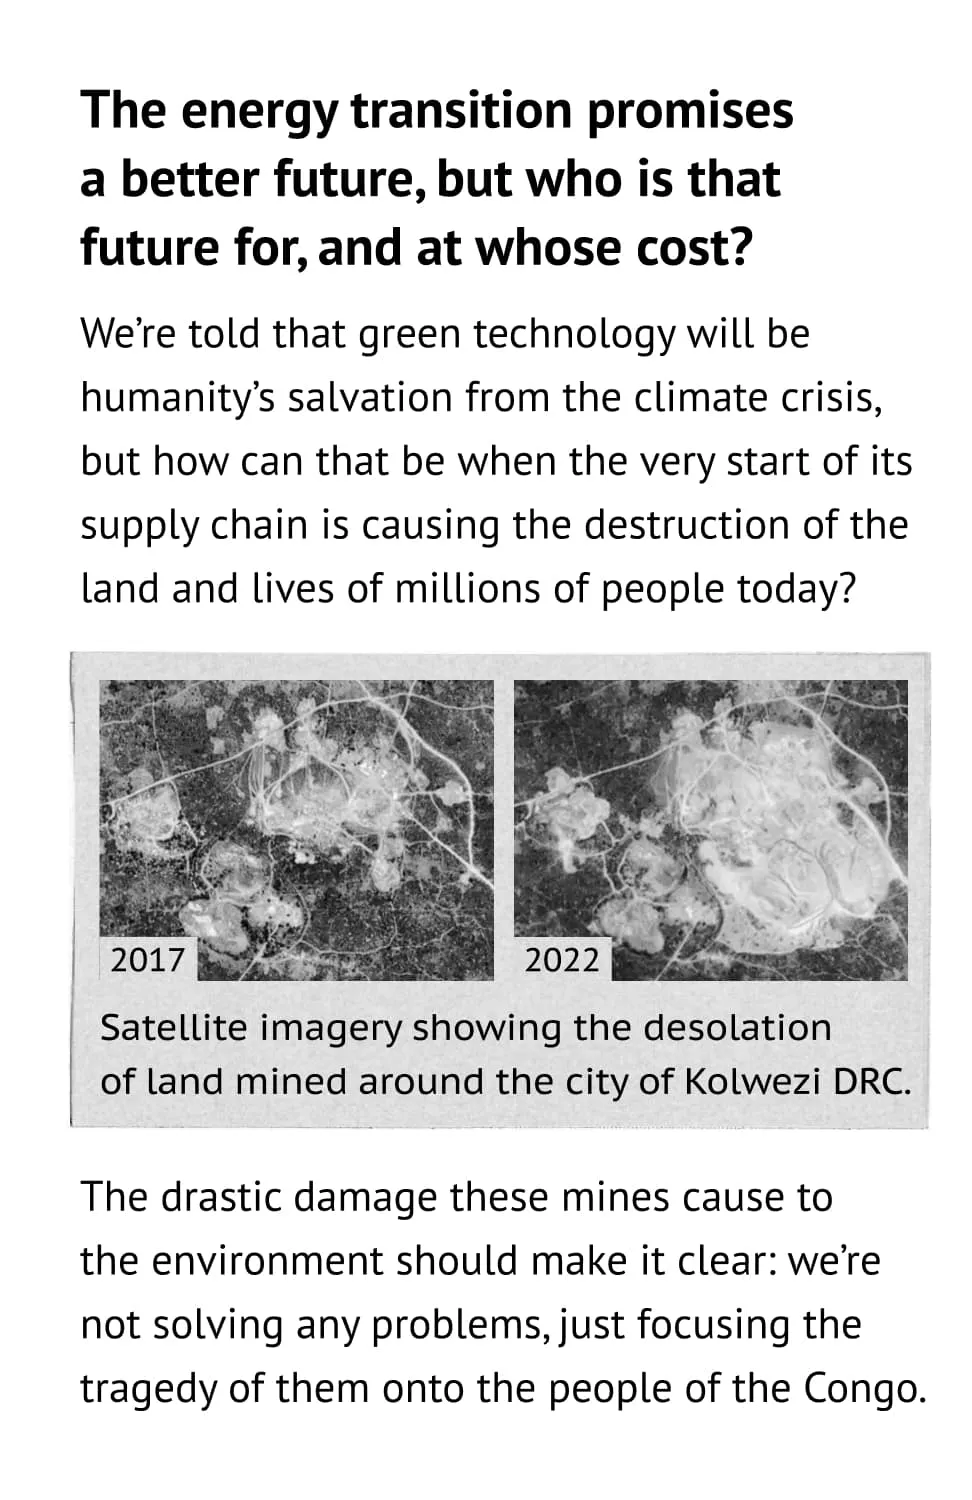 The energy transition promises
a better future, but who is that
future for, and at whose cost?
We’re told that green technology will be
humanity’s salvation from the climate crisis,
but how can that be when the very start of its
supply chain is causing the destruction of the
land and lives of millions of people today?
2017
2022
Satellite imagery showing the desolation
of land mined around the city of Kolwezi DRC.
The drastic damage these mines cause to
the environment should make it clear: we’re
not solving any problems, just focusing the
tragedy of them onto the people of the Congo.